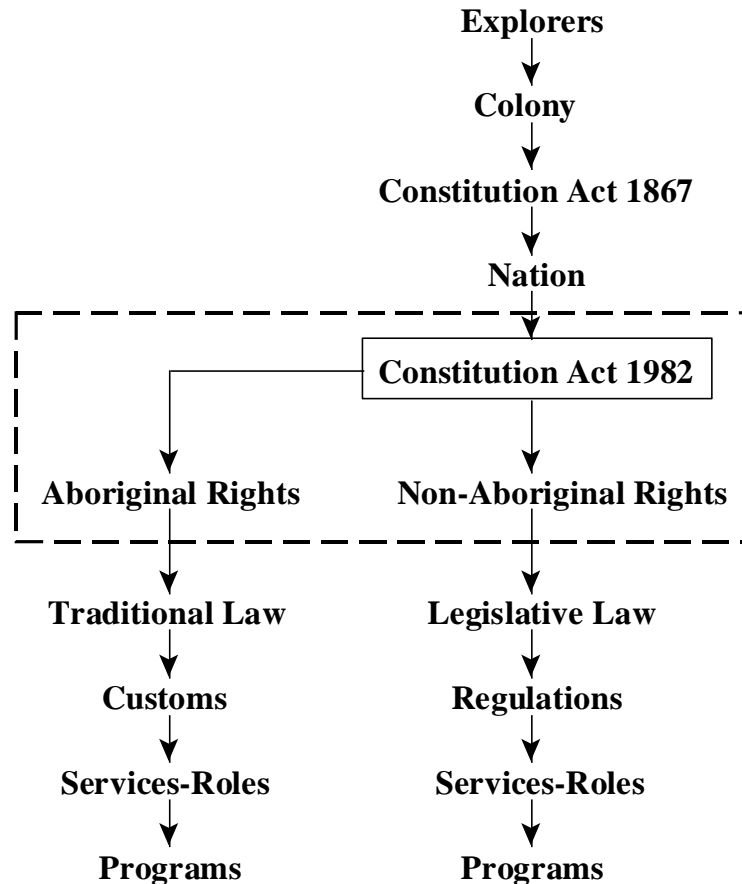 Explorers
Colony
Constitution Act 1867
Nation
Constitution Act 1982
Aboriginal Rights
Non-Aboriginal Rights
Traditional Law
Legislative Law
Customs
Regulations
Services-Roles
Services-Roles
Programs
Programs